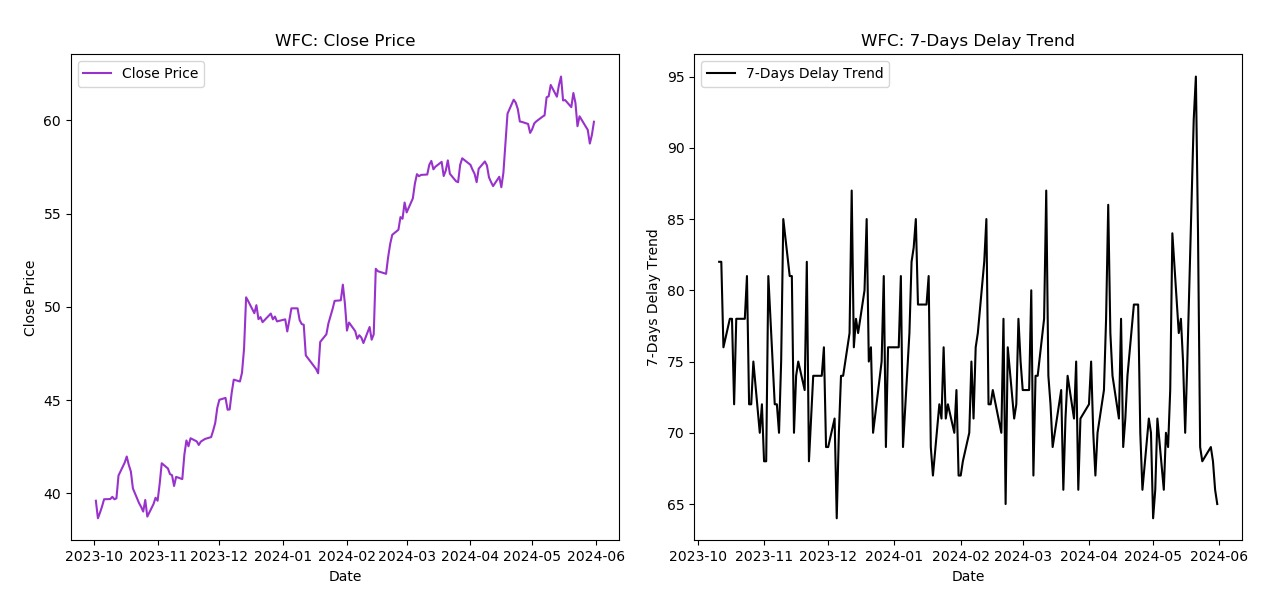 WFC: Close Price
Close Price
60
55
50
45
40
Close Price
2023-10 2023-11 2023-12 2024-01 2024-02 2024-03 2024-04 2024-05 2024-06
Date
WFC: 7-Days Delay Trend
7-Days Delay Trend
95
90
85
80
75
70
65
7-Days Delay Trend
2023-10 2023-11 2023-12 2024-01 2024-02 2024-03 2024-04 2024-05 2024-06
Date